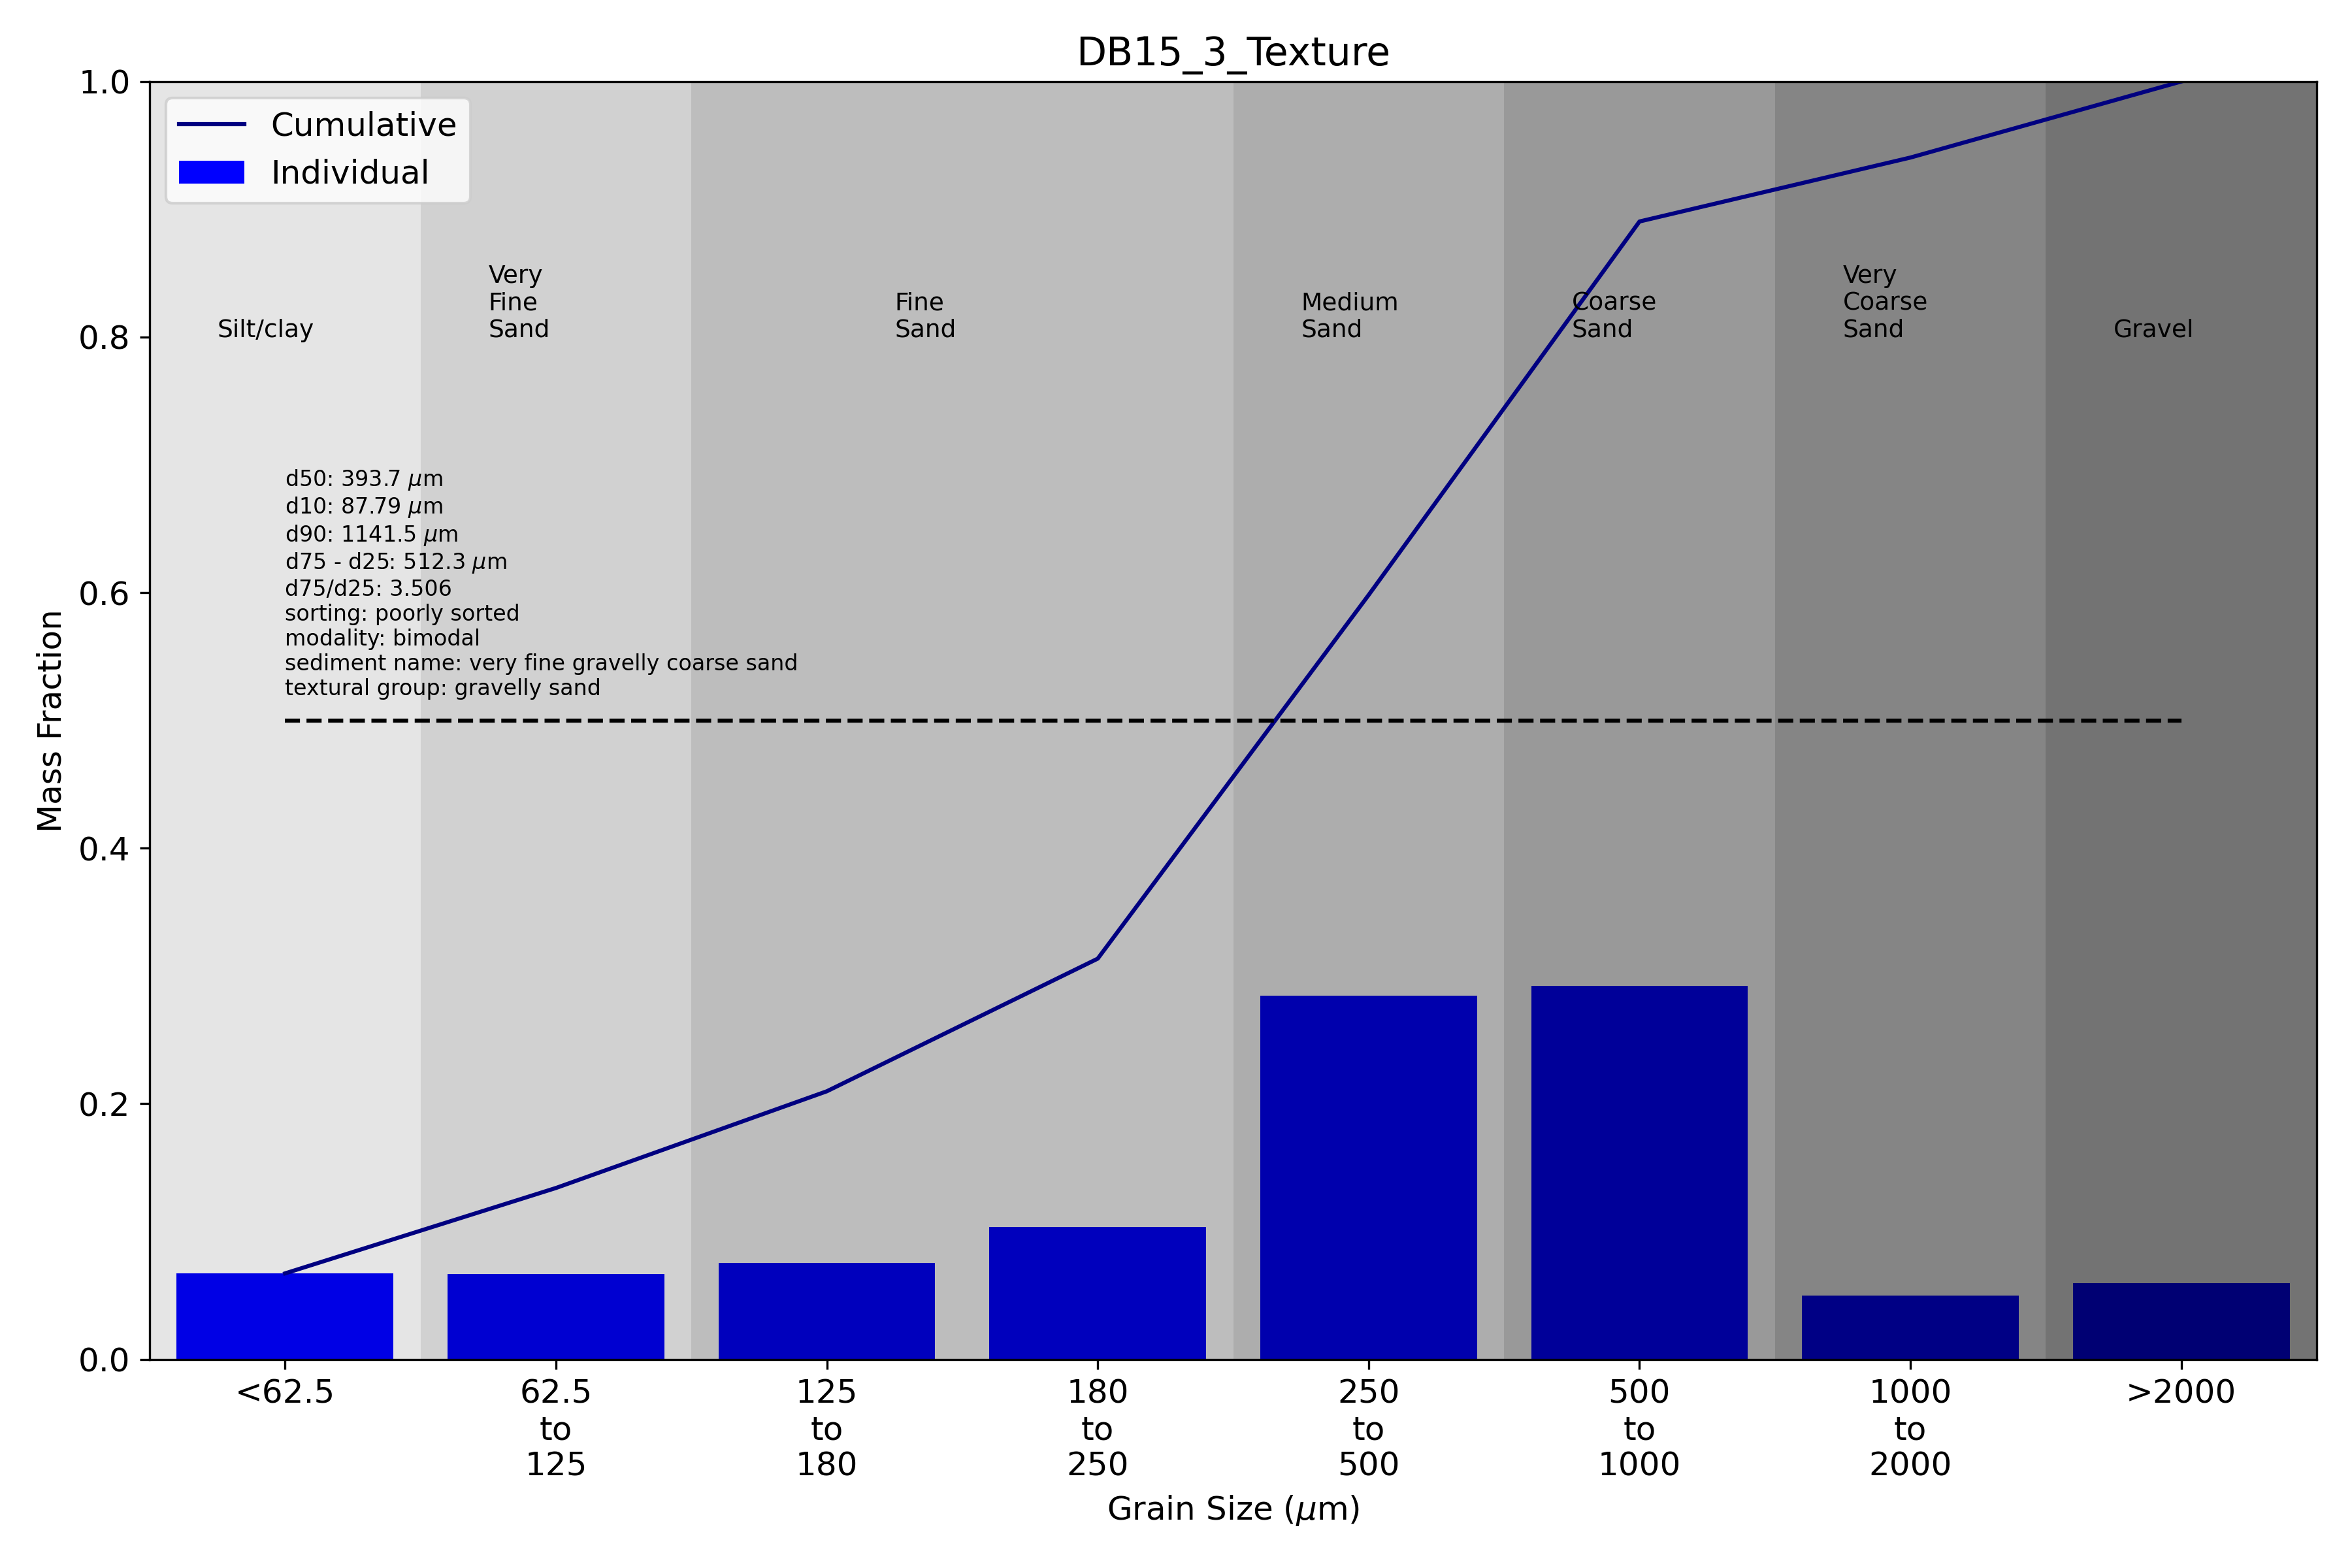 DB15_3_Texture
1.0
0.8
0.6
0.4
0.2
0.0
Mass Fraction
Cumulative
Individual
Silt/clay
Very
Fine
Sand
Fine
Sand
Medium
Sand
Coarse
Sand
Very
Coarse
Sand
Gravel
d50: 393.7 μm
d10: 87.79 μm
d90: 1141.5 μm
d75 - d25: 512.3 μm
d75/d25: 3.506
sorting: poorly sorted
modality: bimodal
sediment name: very fine gravelly coarse sand
textural group: gravelly sand
<62.5
62.5
to
125
125
to
180
180
to
250
250
to
500
500
to
1000
1000
to
2000
>2000
Grain Size (μm)